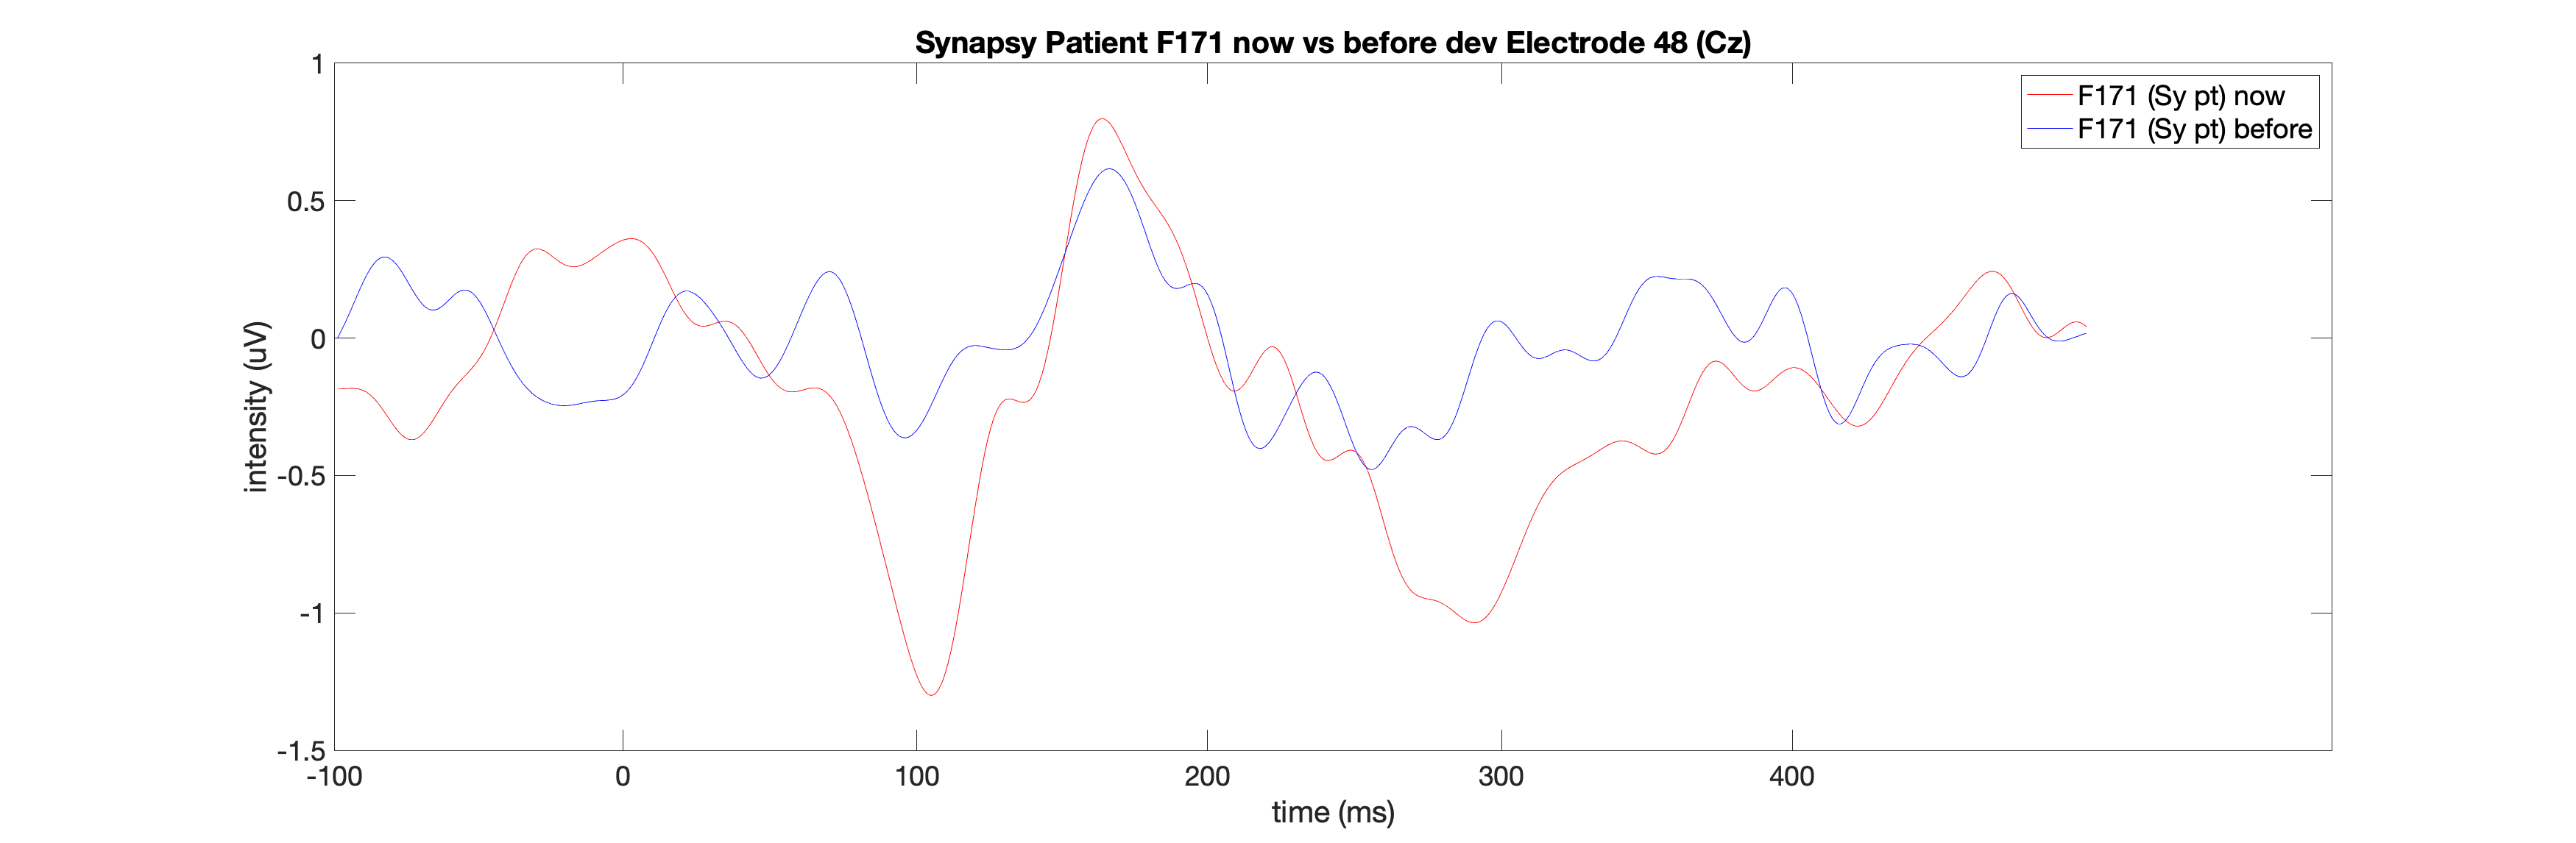 Synapsy Patient F171 now vs before dev Electrode 48 (Cz)
F171 (Sy pt) now
F171 (Sy pt) before
intensity (uV)
1
0.5
0
-0.5
-1
-1.5
-100 0 100 200 300 400
time (ms)